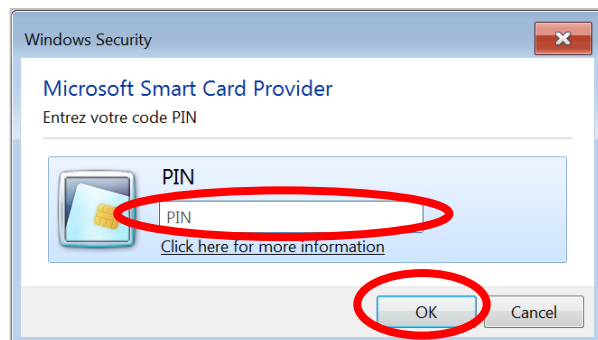 Windows Security
Microsoft Smart Card Provider
Entrez votre code PIN
PIN
PIN
Click here for more information
OK Cancel